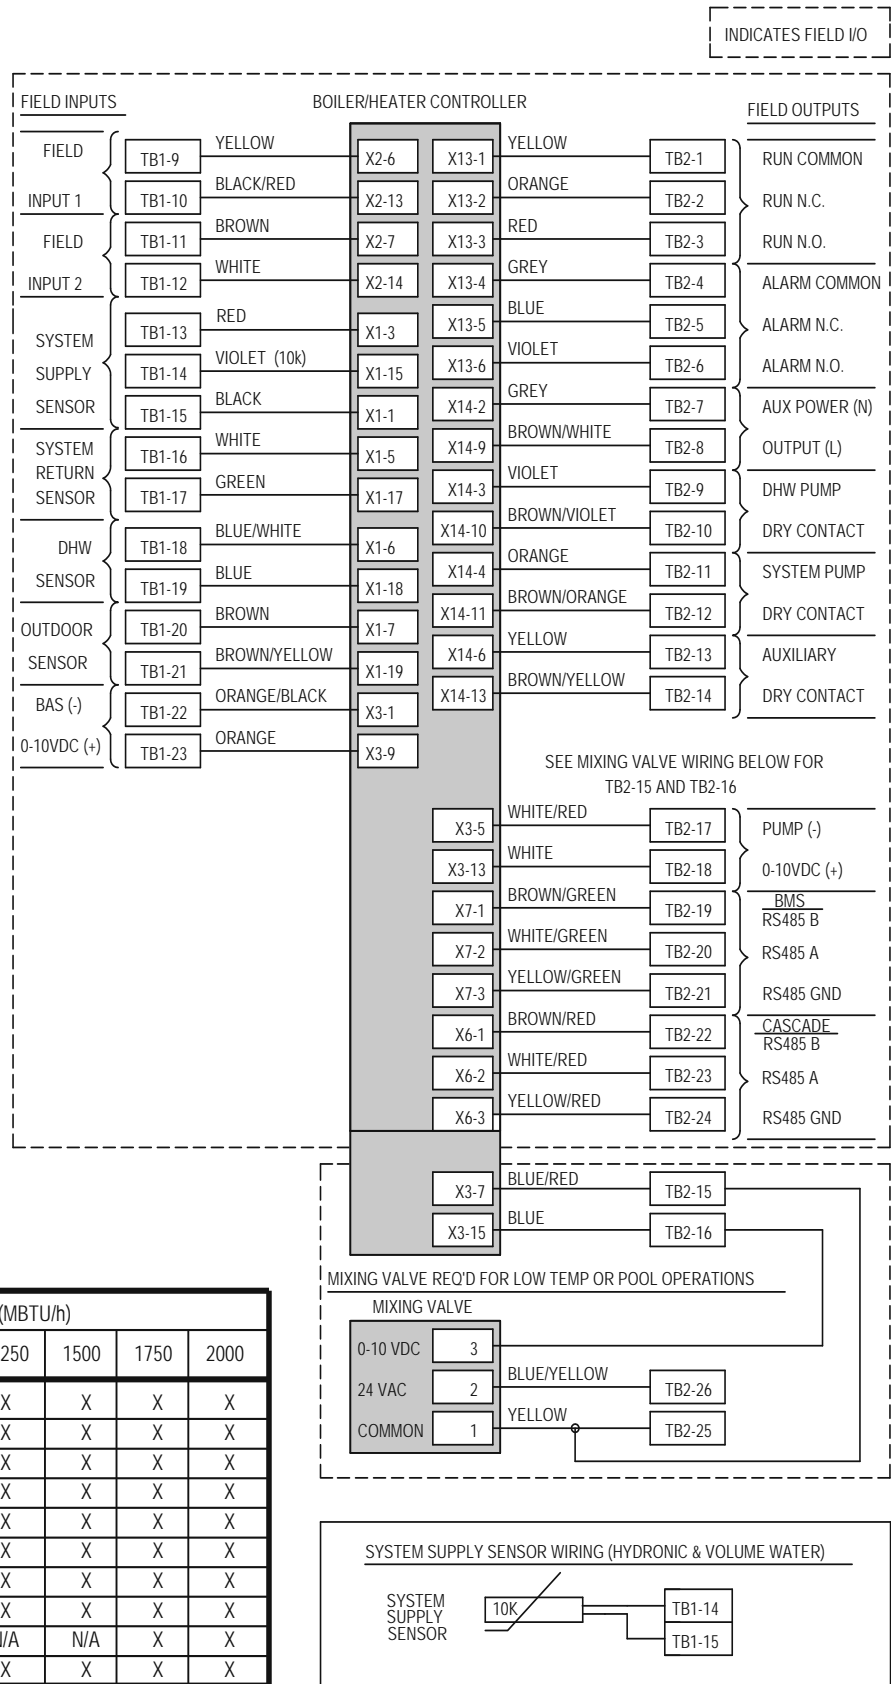 INDICATES FIELD I/O
FIELD INPUTS
BOILER/HEATER CONTROLLER
FIELD OUTPUTS
FIELD
INPUT 1
TB1-9 YELLOW X2-6
TB1-10 BLACK/RED X2-13
FIELD
INPUT 2
TB1-11 BROWN X2-7
TB1-12 WHITE X2-14
SYSTEM
SUPPLY
SENSOR
TB1-13 RED X1-3
TB1-14 VIOLET (10k) X1-15
TB1-15 BLACK X1-1
SYSTEM
RETURN
SENSOR
TB1-16 WHITE X1-5
TB1-17 GREEN X1-17
DHW
SENSOR
TB1-18 BLUE/WHITE X1-6
TB1-19 BLUE X1-18
OUTDOOR
SENSOR
TB1-20 BROWN X1-7
TB1-21 BROWN/YELLOW X1-19
BAS (-)
0-10VDC (+)
TB1-22 ORANGE/BLACK X3-1
TB1-23 ORANGE X3-9
X13-1 YELLOW TB2-1 RUN COMMON
X13-2 ORANGE TB2-2 RUN N.C.
X13-3 RED TB2-3 RUN N.O.
X13-4 GREY TB2-4 ALARM COMMON
X13-5 BLUE TB2-5 ALARM N.C.
X13-6 VIOLET TB2-6 ALARM N.O.
X14-2 GREY TB2-7 AUX POWER (N)
X14-9 BROWN/WHITE TB2-8 OUTPUT (L)
X14-3 VIOLET TB2-9 DHW PUMP
X14-10 BROWN/VIOLET TB2-10 DRY CONTACT
X14-4 ORANGE TB2-11 SYSTEM PUMP
X14-11 BROWN/ORANGE TB2-12 DRY CONTACT
X14-6 YELLOW TB2-13 AUXILIARY
X14-13 BROWN/YELLOW TB2-14 DRY CONTACT
SEE MIXING VALVE WIRING BELOW FOR
TB2-15 AND TB2-16
X3-5 WHITE/RED TB2-17 PUMP (-)
X3-13 WHITE TB2-18 0-10VDC (+)
BMS
X7-1 BROWN/GREEN TB2-19 RS485 B
X7-2 WHITE/GREEN TB2-20 RS485 A
X7-3 YELLOW/GREEN TB2-21 RS485 GND
CASCADE
X6-1 BROWN/RED TB2-22 RS485 B
X6-2 WHITE/RED TB2-23 RS485 A
X6-3 YELLOW/RED TB2-24 RS485 GND
X3-7 BLUE/RED TB2-15
X3-15 BLUE TB2-16
MIXING VALVE REQ'D FOR LOW TEMP OR POOL OPERATIONS
MIXING VALVE
0-10 VDC 3
24 VAC 2 BLUE/YELLOW TB2-26
COMMON 1 YELLOW TB2-25
(MBTU/h)
250 1500 1750 2000
X X X X
X X X X
X X X X
X X X X
X X X X
X X X X
X X X X
X X X X
N/A N/A X X
X X X X
SYSTEM SUPPLY SENSOR WIRING (HYDRONIC & VOLUME WATER)
SYSTEM
SUPPLY
SENSOR
10K
TB1-14
TB1-15